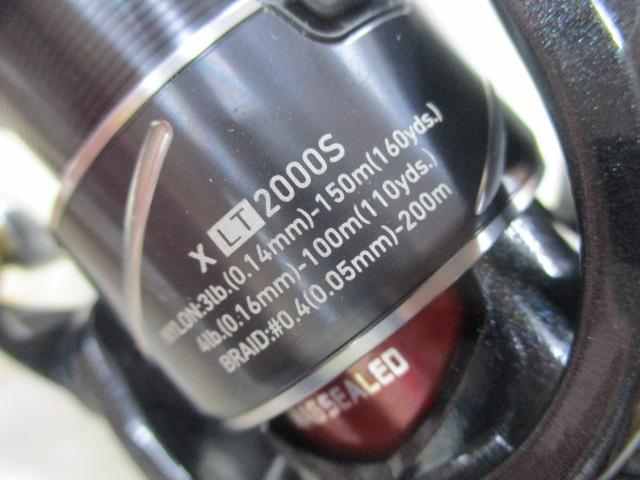 X LT 2000S
NYLON:3lb.(0.14mm)-150m(160yds.)
4lb.(0.16mm)-100m(110yds.)
BRAID:#0.4(0.05mm)-200m
MAGSEALED